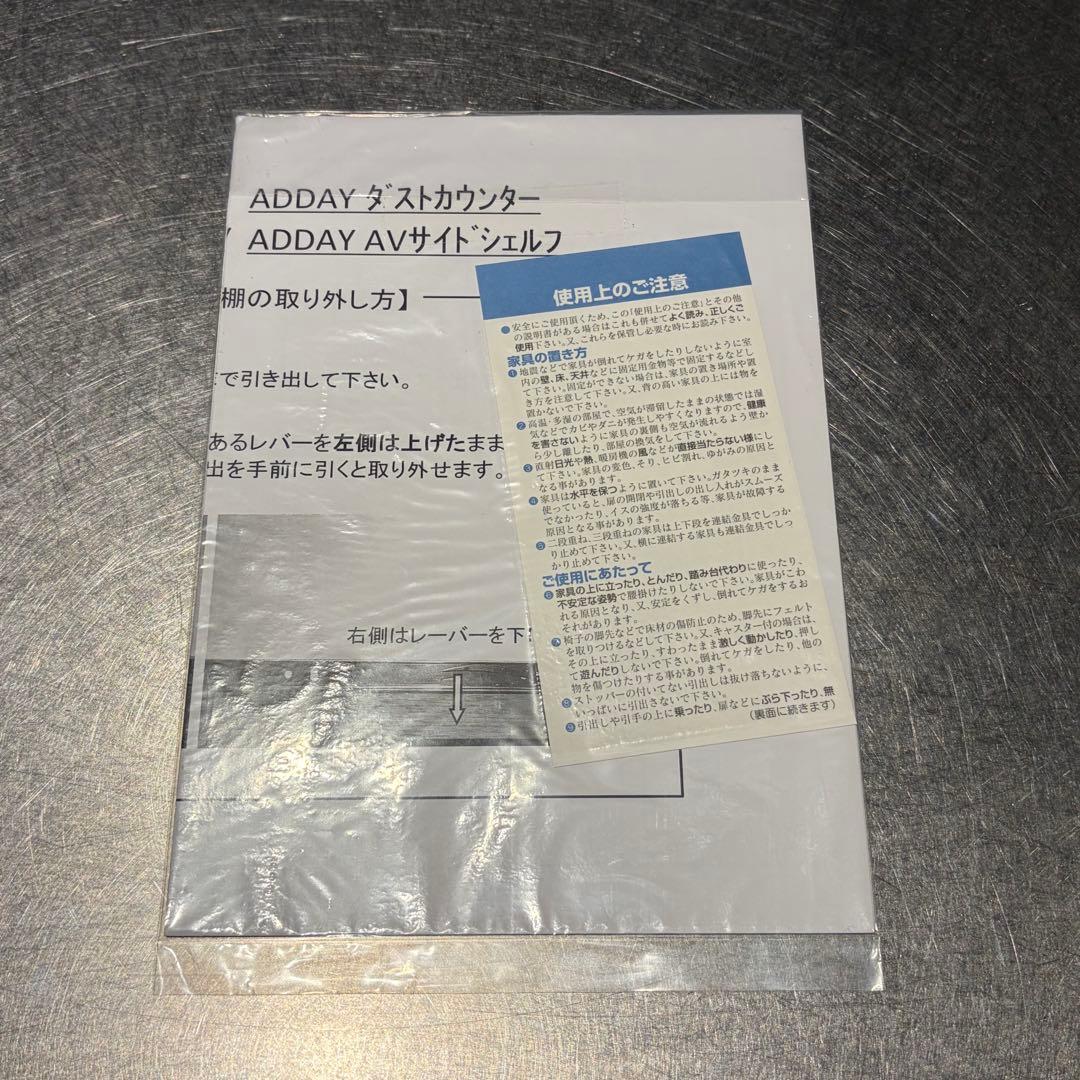 ADDAY ダストカウンター
ADDAY AVサイドシェルフ
棚の取り外し方】
で引き出して下さい。
あるレバーを左側は上げたまま
出を手前に引くと取り外せます。
右側はレーバーを下
使用上のご注意
●安全にご使用頂くため、この「使用上のご注意」とその他
の説明書がある場合はこれも併せてよく読み、正しくご
使用下さい。又、これらを保管し必要な時にお読み下さい。
家具の置き方
①地震などで家具が倒れてケガをしたりしないように室
内の壁、床、天井などに固定用金物等で固定するなどし
て下さい。固定ができない場合は、家具の置き場所や置
き方を注意して下さい。又、背の高い家具の上には物を
置かないで下さい。
②高温・多湿の部屋で、空気が滞留したままの状態では湿
気などでカビやダニが発生しやすくなりますので、健康
を害さないように家具の裏側も空気が流れるよう壁か
ら少し離したり、部屋の換気をして下さい。
③直射日光や熱、暖房機の風などが直接当たらない様にし
て下さい。家具の変色、そり、ヒビ割れ、ゆがみの原因と
なる事があります。
④家具は水平を保つように置いて下さい。ガタツキのまま
使っていると、扉の開閉や引出しの出し入れがスムーズ
でなかったり、イスの強度が落ちる等、家具が故障する
原因となる事があります。
⑤二段重ね、三段重ねの家具は上下段を連結金具でしっか
り止めて下さい。又、横に連結する家具も連結金具でしっ
かり止めて下さい。
ご使用にあたって
⑥家具の上に立ったり、とんだり、踏み台代わりに使ったり、
不安定な姿勢で腰掛けたりしないで下さい。家具がこわ
れる原因となり、又、安定をくずし、倒れてケガをするお
それがあります。
⑦椅子の脚先などで床材の傷防止のため、脚先にフェルト
を取りつけるなどして下さい。又、キャスター付の場合は、
その上に立ったり、すわったまま激しく動かしたり、押し
て遊んだりしないで下さい。倒れてケガをしたり、他の
物を傷つけたりする事があります。
⑧ストッパーの付いてない引出しは抜け落ちないように、
いっぱいに引出さないで下さい。
⑨引出しや引手の上に乗ったり、扉などにぶら下ったり、無
(裏面に続きます)